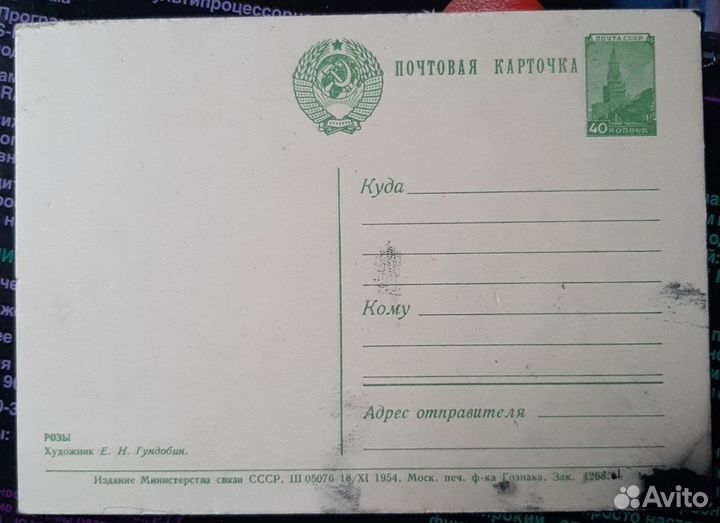 ПОЧТОВАЯ КАРТОЧКА
ПОЧТА СССР
40 КОПЕЕК
Куда
Кому
Адрес отправителя
РОЗЫ
Художник Е. Н. Гундобин.
Издание Министерства связи СССР. Ш 05076 18/XI 1954. Моск. печ. ф-ка Гознака. Зак.
Avito